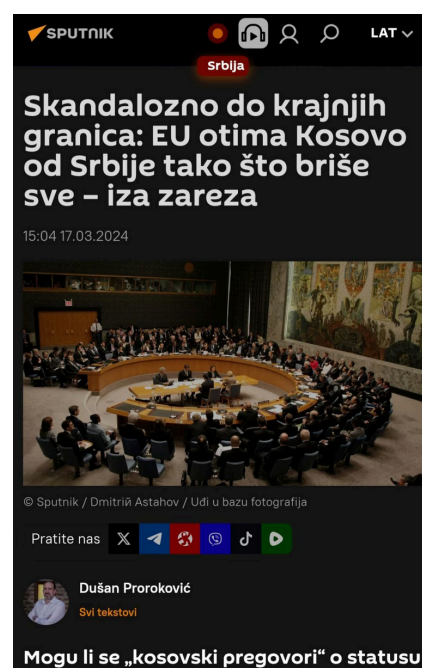 SPUTNIK
LAT
Srbija
Skandalozno do krajnjih
granica: EU otima Kosovo
od Srbije tako što briše
sve – iza zareza
15:04 17.03.2024
© Sputnik / Dmitriй Astahov / Uđi u bazu fotografija
Pratite nas
Dušan Proroković
Svi tekstovi
Mogu li se „kosovski pregovori“ o statusu